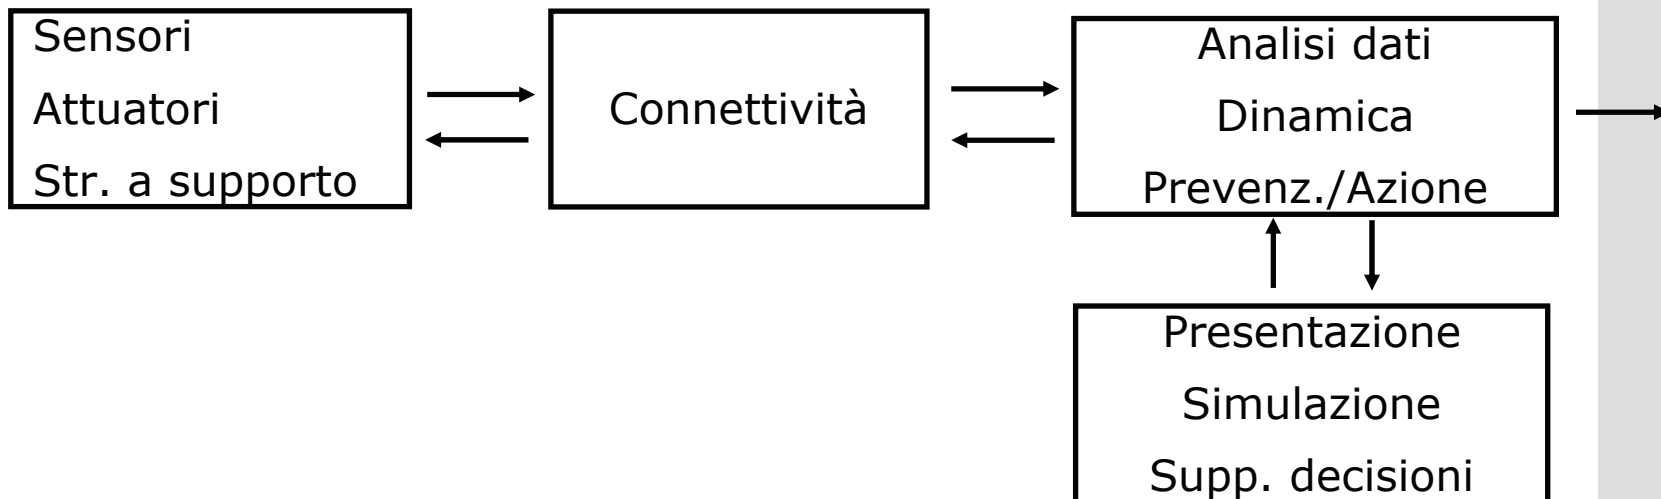 Sensori
Attuatori
Str. a supporto
Connettività
Analisi dati
Dinamica
Prevenz./Azione
Presentazione
Simulazione
Supp. decisioni